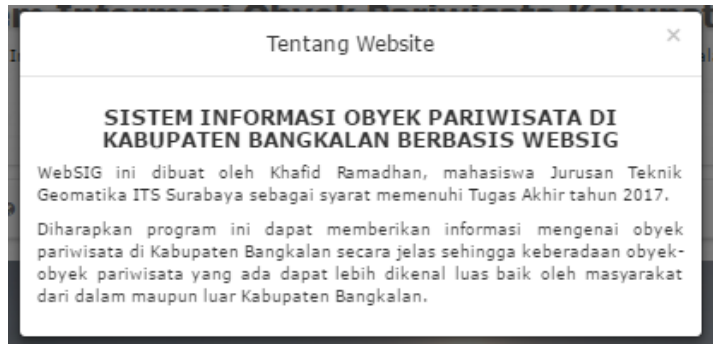 Tentang Website ×
SISTEM INFORMASI OBYEK PARIWISATA DI
KABUPATEN BANGKALAN BERBASIS WEBSIG
WebSIG ini dibuat oleh Khafid Ramadhan, mahasiswa Jurusan Teknik
Geomatika ITS Surabaya sebagai syarat memenuhi Tugas Akhir tahun 2017.
Diharapkan program ini dapat memberikan informasi mengenai obyek
pariwisata di Kabupaten Bangkalan secara jelas sehingga keberadaan obyek-
obyek pariwisata yang ada dapat lebih dikenal luas baik oleh masyarakat
dari dalam maupun luar Kabupaten Bangkalan.